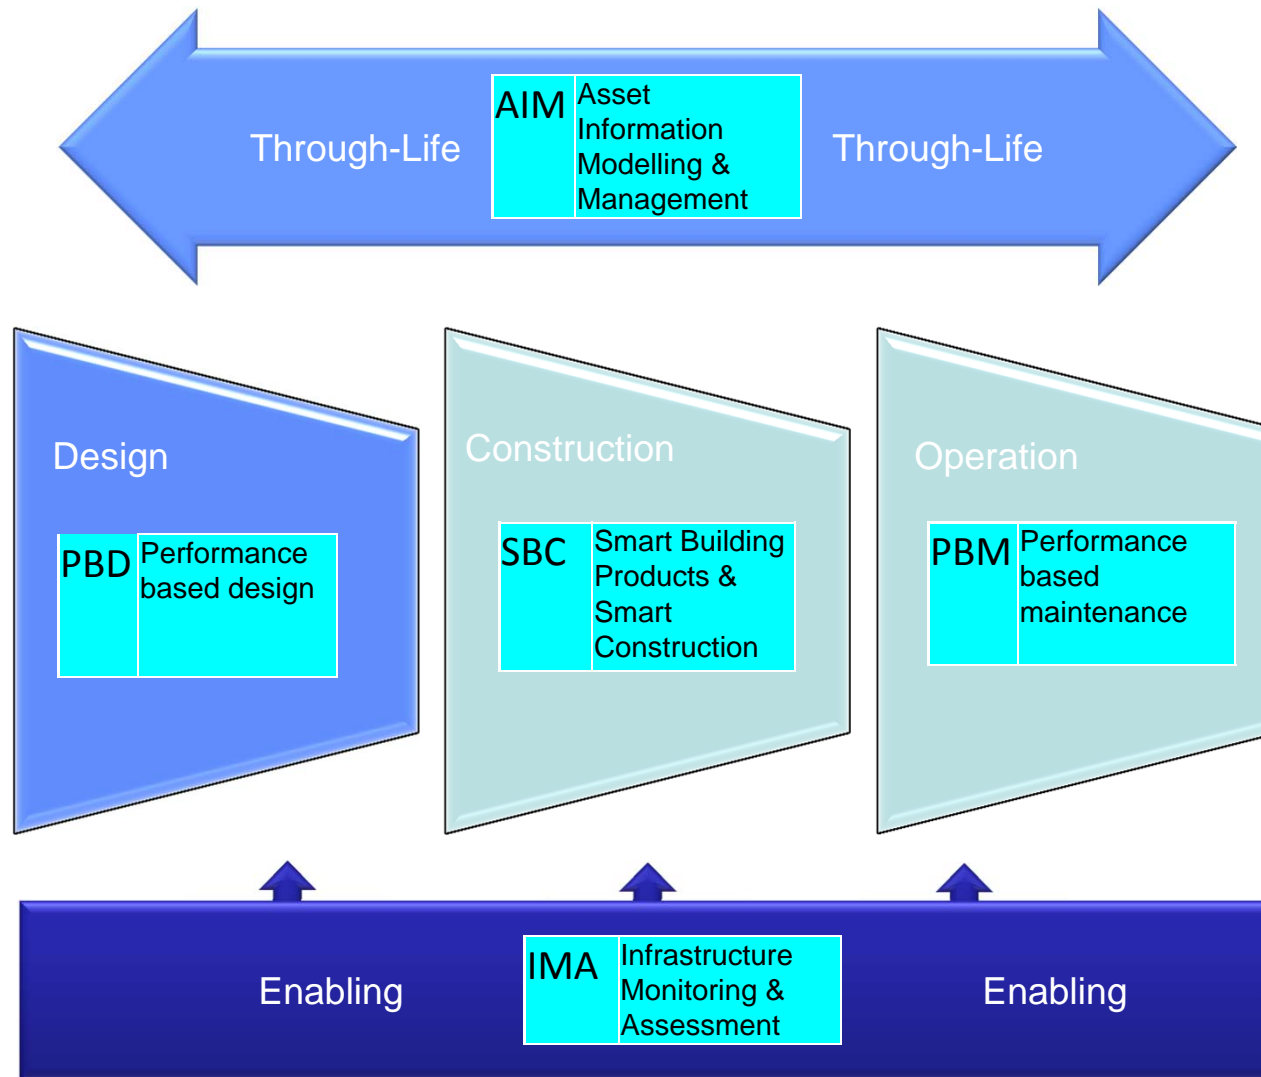 Through-Life
AIM
Asset
Information
Modelling &
Management
Through-Life
Design
PBD
Performance
based design
Construction
SBC
Smart Building
Products &
Smart
Construction
Operation
PBM
Performance
based
maintenance
Enabling
IMA
Infrastructure
Monitoring &
Assessment
Enabling